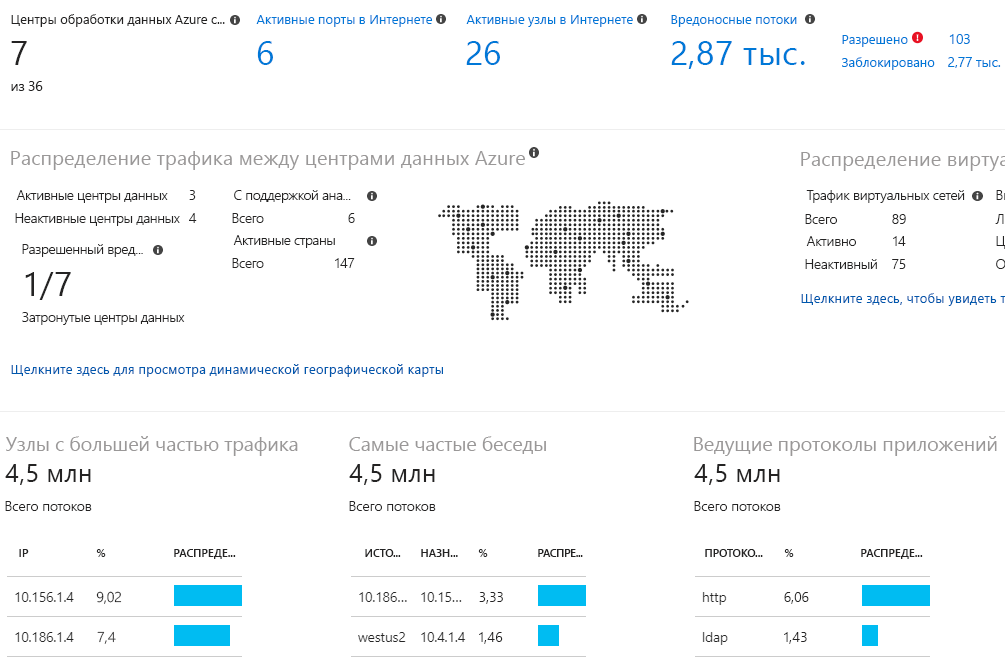 Центры обработки данных Azure с...
7
из 36
Активные порты в Интернете
6
Активные узлы в Интернете
26
Вредоносные потоки
2,87 тыс.
Разрешено 103
Заблокировано 2,77 тыс.
Распределение трафика между центрами данных Azure
Активные центры данных 3
Неактивные центры данных 4
Разрешенный вред...
1/7
Затронутые центры данных
С поддержкой ана...
Всего 6
Активные страны
Всего 147
Щелкните здесь для просмотра динамической географической карты
Распределение вирту
Трафик виртуальных сетей
Всего 89
Активно 14
Неактивный 75
Щелкните здесь, чтобы увидеть т
Узлы с большей частью трафика
4,5 млн
Всего потоков
IP % РАСПРЕДЕ...
10.156.1.4 9,02
10.186.1.4 7,4
Самые частые беседы
4,5 млн
Всего потоков
ИСТО... НАЗН... % РАСПРЕ...
10.186... 10.15... 3,33
westus2 10.4.1.4 1,46
Ведущие протоколы приложений
4,5 млн
Всего потоков
ПРОТОКО... % РАСПРЕДЕ...
http 6,06
ldap 1,43